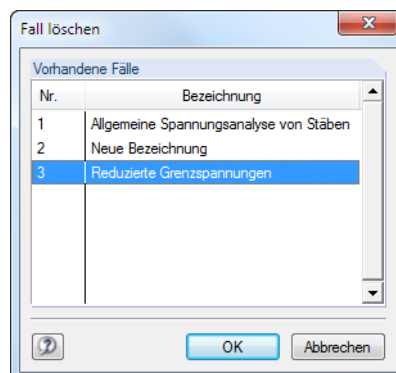 Fall löschen
Vorhandene Fälle
Nr. Bezeichnung
1 Allgemeine Spannungsanalyse von Stäben
2 Neue Bezeichnung
3 Reduzierte Grenzspannungen
OK Abbrechen